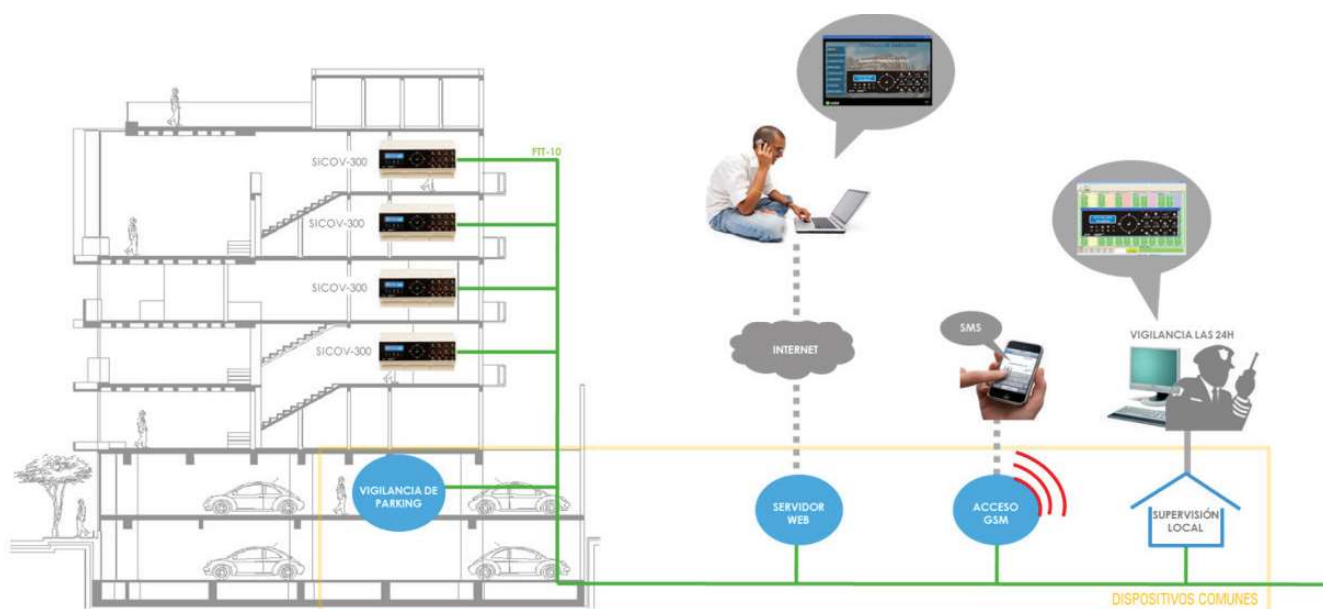 SICOV-300
FTT-10
SICOV-300
SICOV-300
SICOV-300
INTERNET
SMS
VIGILANCIA LAS 24H
VIGILANCIA DE
PARKING
SERVIDOR
WEB
ACCESO
GSM
SUPERVISIÓN
LOCAL
DISPOSITIVOS COMUNES